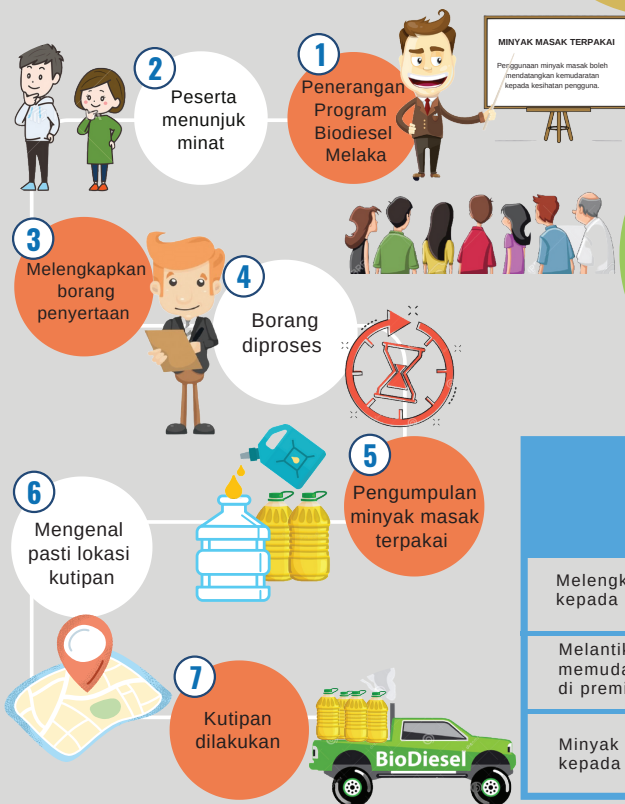 1
Penerangan
Program
Biodiesel
Melaka
MINYAK MASAK TERPAKAI
Penggunaan minyak masak boleh
mendatangkan kemudaratan
kepada kesihatan pengguna.
2
Peserta
menunjuk
minat
3
Melengkapkan
borang
penyertaan
4
Borang
diproses
5
Pengumpulan
minyak masak
terpakai
6
Mengenal
pasti lokasi
kutipan
7
Kutipan
dilakukan
BioDiesel
kepada
di premi
Minyak
kepada